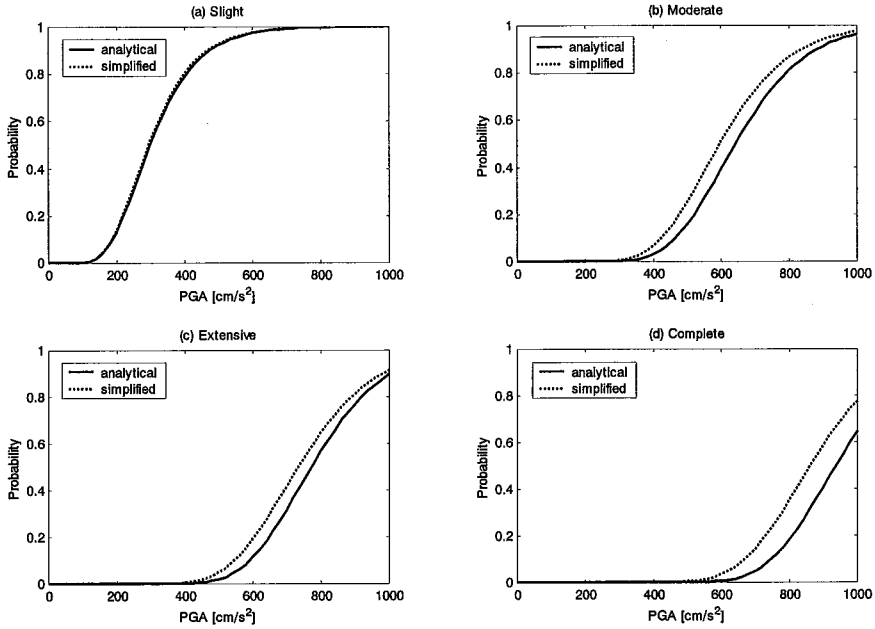 (a) Slight
1
0.8
0.6
0.4
0.2
0
Probability
analytical
simplified
0
200
400
600
800
1000
PGA [cm/s²]
(b) Moderate
1
0.8
0.6
0.4
0.2
0
Probability
analytical
simplified
0
200
400
600
800
1000
PGA [cm/s²]
(c) Extensive
1
0.8
0.6
0.4
0.2
0
Probability
analytical
simplified
0
200
400
600
800
1000
PGA [cm/s²]
(d) Complete
1
0.8
0.6
0.4
0.2
0
Probability
analytical
simplified
0
200
400
600
800
1000
PGA [cm/s²]